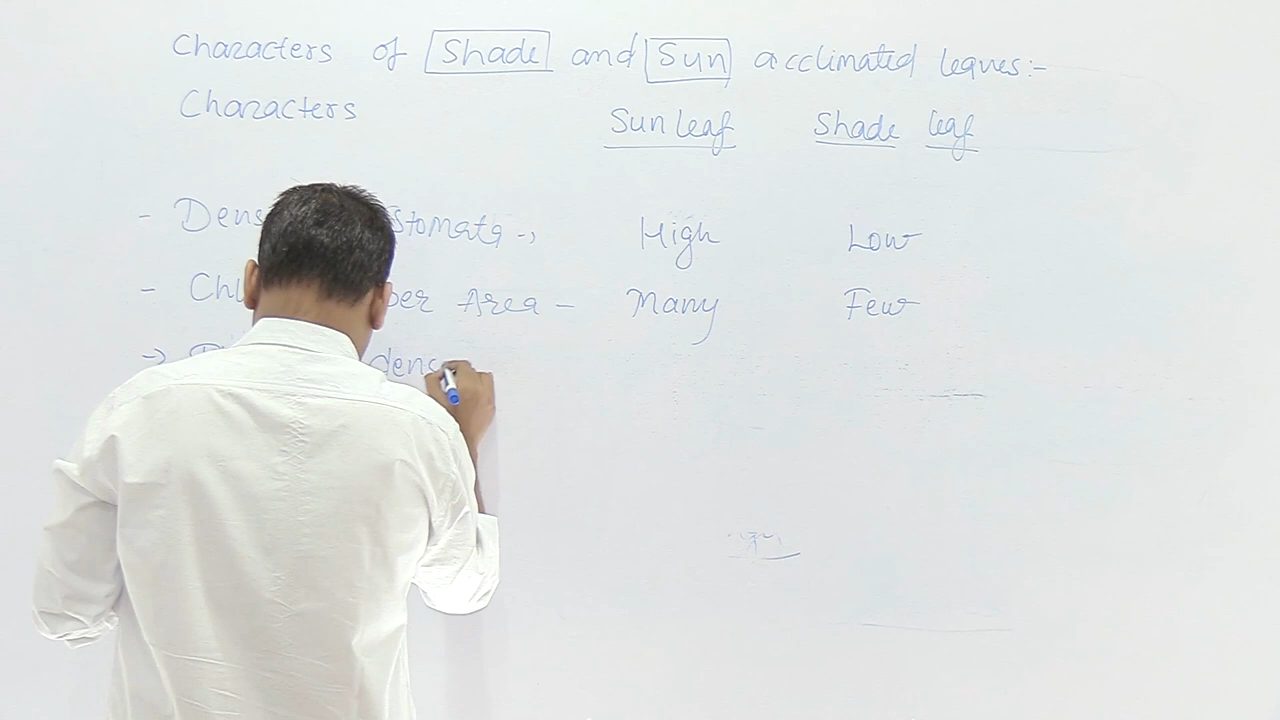 Characters of Shade and Sun acclimated leaves:-
Characters Sun leaf Shade leaf
- Dens Stomata -, High Low
- Chl per Area - Many Few
→ dens